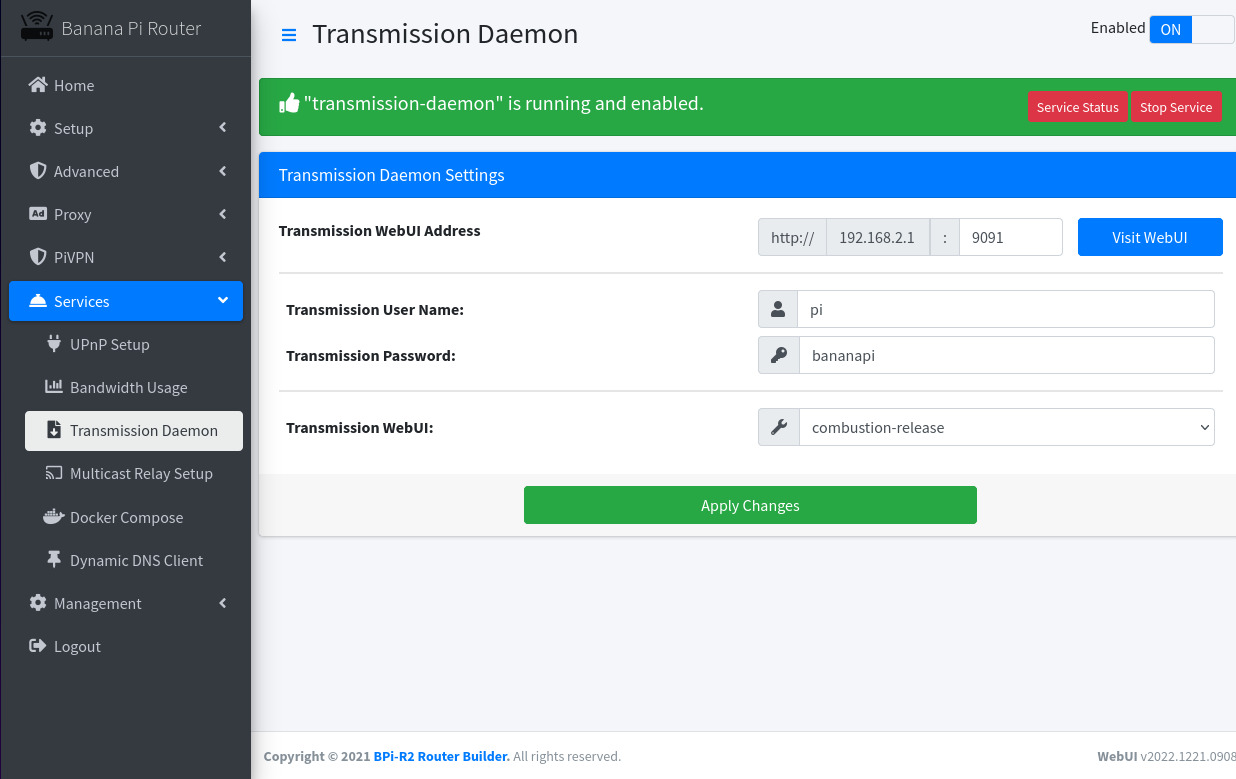 Banana Pi Router
Transmission Daemon
Enabled
ON
Home
"transmission-daemon" is running and enabled.
Service Status
Stop Service
Setup
Advanced
Transmission Daemon Settings
Proxy
Transmission WebUI Address
http://
192.168.2.1
:
9091
Visit WebUI
PiVPN
Services
Transmission User Name:
pi
UPnP Setup
Transmission Password:
bananapi
Bandwidth Usage
Transmission Daemon
Transmission WebUI:
combustion-release
Multicast Relay Setup
Docker Compose
Apply Changes
Dynamic DNS Client
Management
Logout
Copyright © 2021 BPi-R2 Router Builder. All rights reserved.
WebUI v2022.1221.0908
Ad